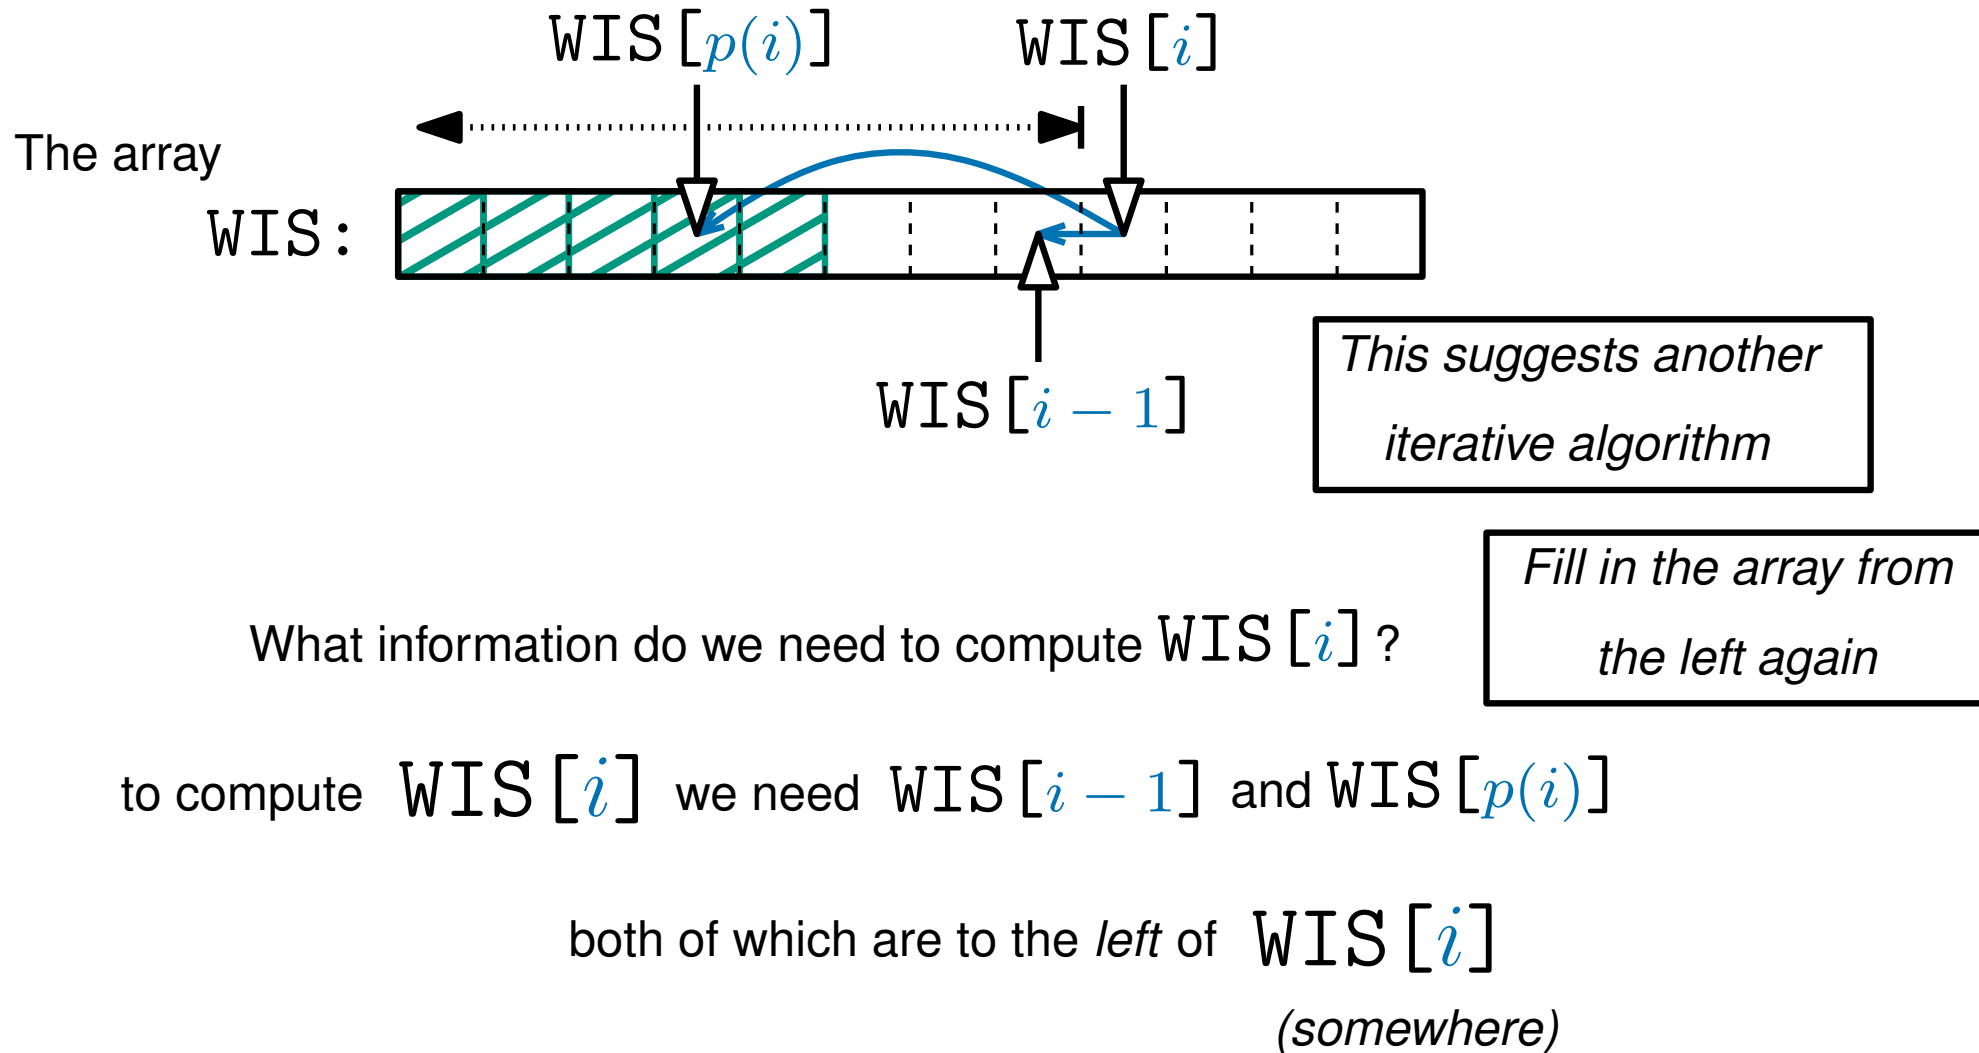 WIS[p(i)] WIS[i]
The array
WIS:
WIS[i − 1]
This suggests another
iterative algorithm
Fill in the array from
the left again
What information do we need to compute WIS[i]?
to compute WIS[i] we need WIS[i − 1] and WIS[p(i)]
both of which are to the left of WIS[i]
(somewhere)